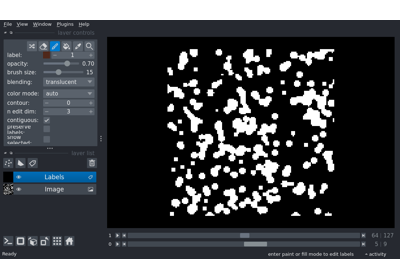 File View Window Plugins Help
layer controls
label: 1
opacity: 0.70
brush size: 15
blending: translucent
color mode: auto
contour: 0
n edit dim: 3
contiguous:
preserve labels:
show selected:
layer list
Labels
Image
1 64 127
0 5 9
Ready enter paint or fill mode to edit labels activity